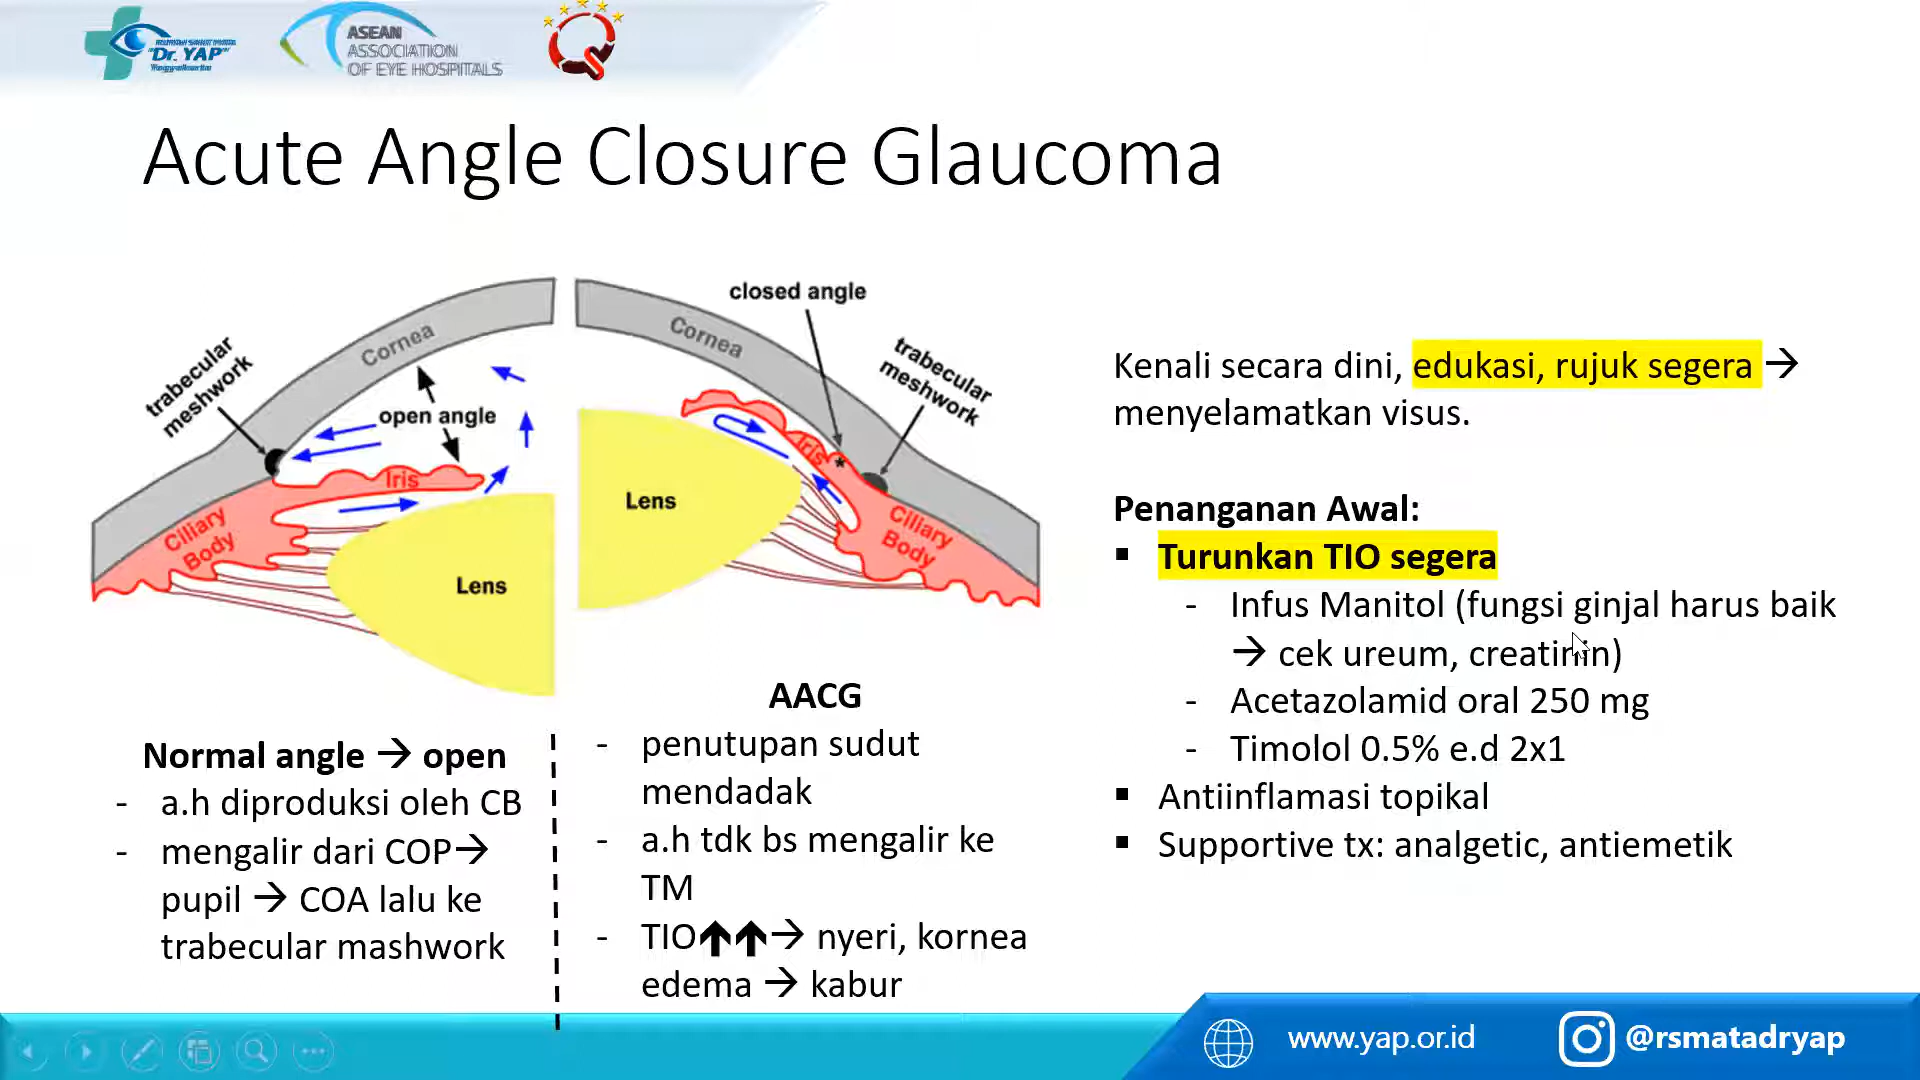 "Dr. YAP"
ASEAN
ASSOCIATION
OF EYE HOSPITALS
Acute Angle Closure Glaucoma
trabecular
meshwork
Cornea
open angle
Iris
Ciliary
Body
Lens
closed angle
Cornea
trabecular
meshwork
Iris
*
Lens
Ciliary
Body
Normal angle → open
- a.h diproduksi oleh CB
- mengalir dari COP→
pupil → COA lalu ke
trabecular mashwork
AACG
- penutupan sudut
mendadak
- a.h tdk bs mengalir ke
TM
- TIO🡹🡹→ nyeri, kornea
edema → kabur
Kenali secara dini, edukasi, rujuk segera →
menyelamatkan visus.
Penanganan Awal:
▪ Turunkan TIO segera
- Infus Manitol (fungsi ginjal harus baik
→ cek ureum, creatinin)
- Acetazolamid oral 250 mg
- Timolol 0.5% e.d 2x1
▪ Antiinflamasi topikal
▪ Supportive tx: analgetic, antiemetik
www.yap.or.id
@rsmatadryap